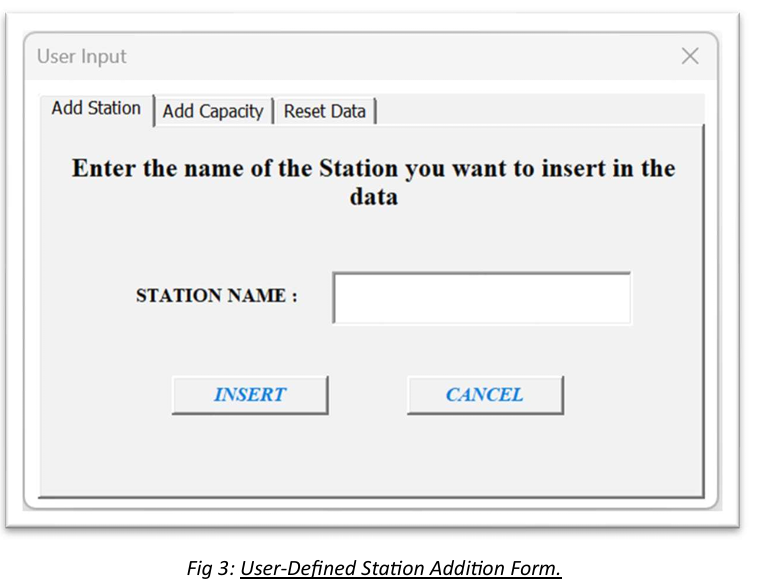 User Input
Add Station Add Capacity Reset Data
Enter the name of the Station you want to insert in the
data
STATION NAME :
INSERT CANCEL
Fig 3: User-Defined Station Addition Form.